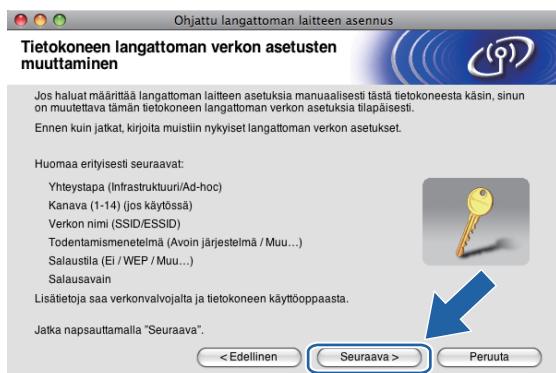 Ohjattu langattoman laitteen asennus
Tietokoneen langattoman verkon asetusten
muuttaminen
Jos haluat määrittää langattoman laitteen asetuksia manuaalisesti tästä tietokoneesta käsin, sinun
on muutettava tämän tietokoneen langattoman verkon asetuksia tilapäisesti.
Ennen kuin jatkat, kirjoita muistiin nykyiset langattoman verkon asetukset.
Huomaa erityisesti seuraavat:
Yhteystapa (Infrastruktuuri/Ad-hoc)
Kanava (1-14) (jos käytössä)
Verkon nimi (SSID/ESSID)
Todentamismenetelmä (Avoin järjestelmä / Muu...)
Salaustila (Ei / WEP / Muu...)
Salausavain
Lisätietoja saa verkonvalvojalta ja tietokoneen käyttöoppaasta.
Jatka napsauttamalla "Seuraava".
< Edellinen Seuraava > Peruuta